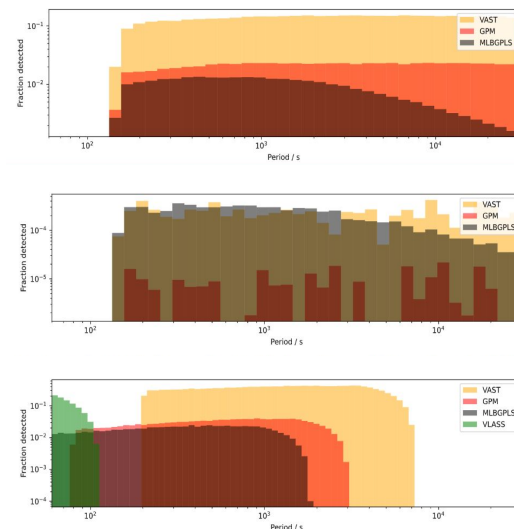 10⁻¹
10⁻²
Fraction detected
VAST
GPM
MLBGPLS
10² 10³ 10⁴
Period / s
10⁻⁴
10⁻⁵
Fraction detected
VAST
GPM
MLBGPLS
10² 10³ 10⁴
Period / s
10⁻¹
10⁻²
10⁻³
10⁻⁴
Fraction detected
VAST
GPM
MLBGPLS
VLASS
10² 10³ 10⁴
Period / s